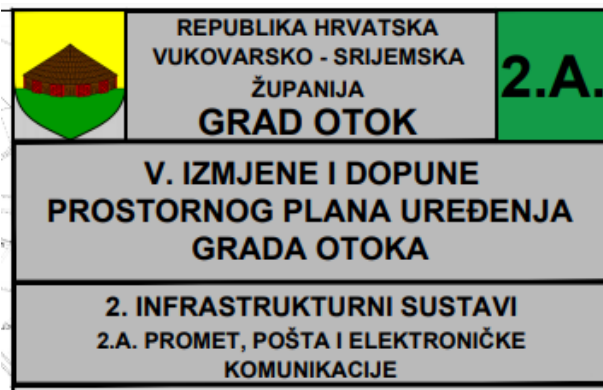 REPUBLIKA HRVATSKA
VUKOVARSKO - SRIJEMSKA
ŽUPANIJA
GRAD OTOK
2.A.
V. IZMJENE I DOPUNE
PROSTORNOG PLANA UREĐENJA
GRADA OTOKA
2. INFRASTRUKTURNI SUSTAVI
2.A. PROMET, POŠTA I ELEKTRONIČKE
KOMUNIKACIJE